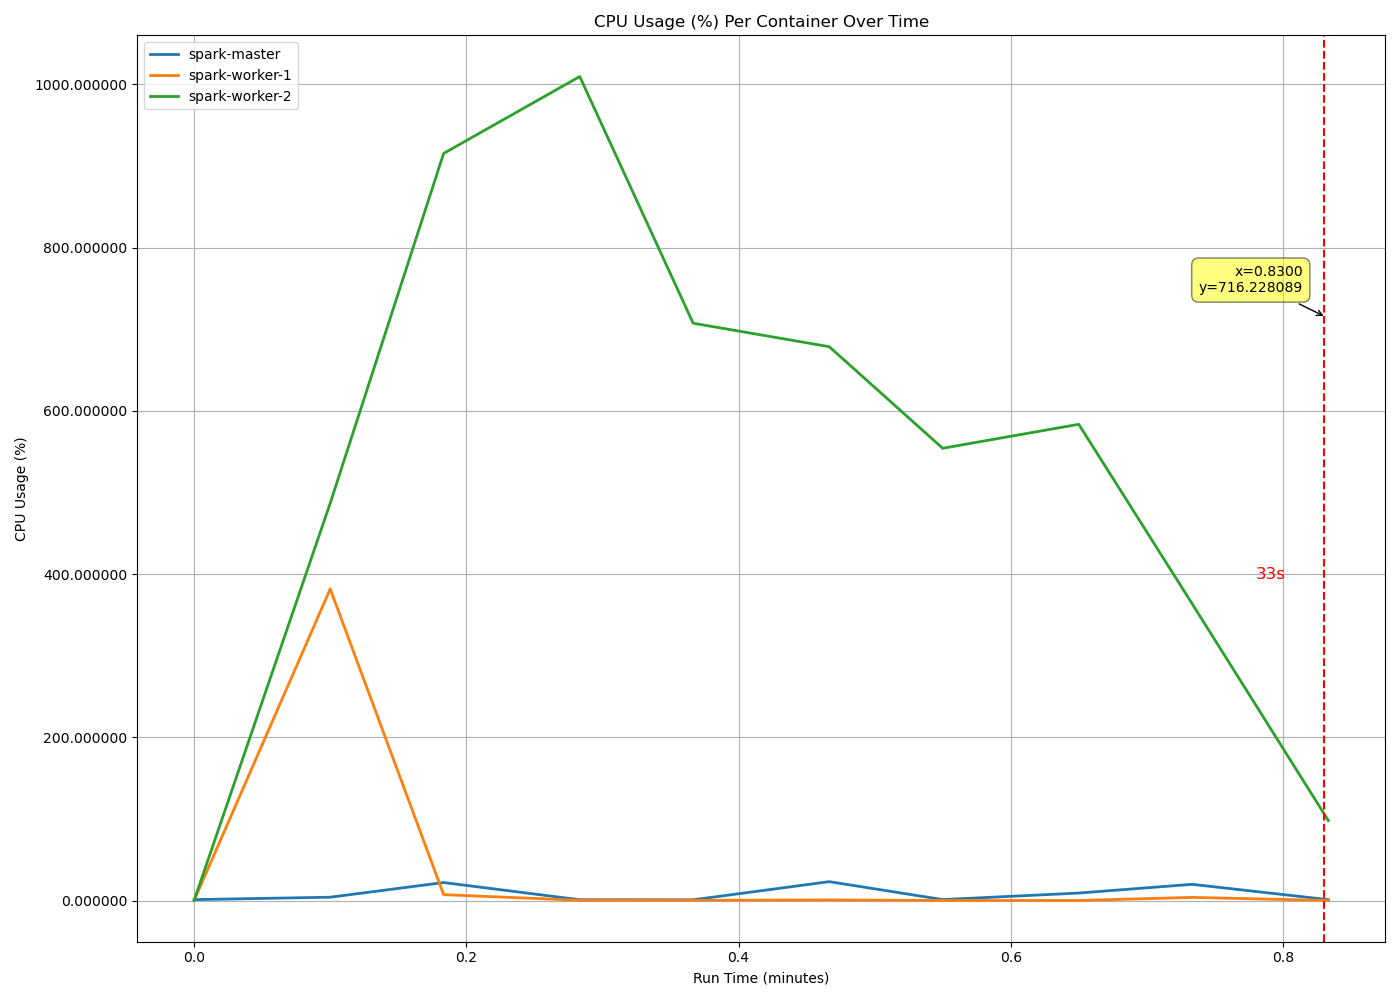 CPU Usage (%) Per Container Over Time
spark-master
spark-worker-1
spark-worker-2
1000.000000
800.000000
600.000000
400.000000
200.000000
0.000000
CPU Usage (%)
x=0.8300
y=716.228089
33s
0.0
0.2
0.4
0.6
0.8
Run Time (minutes)